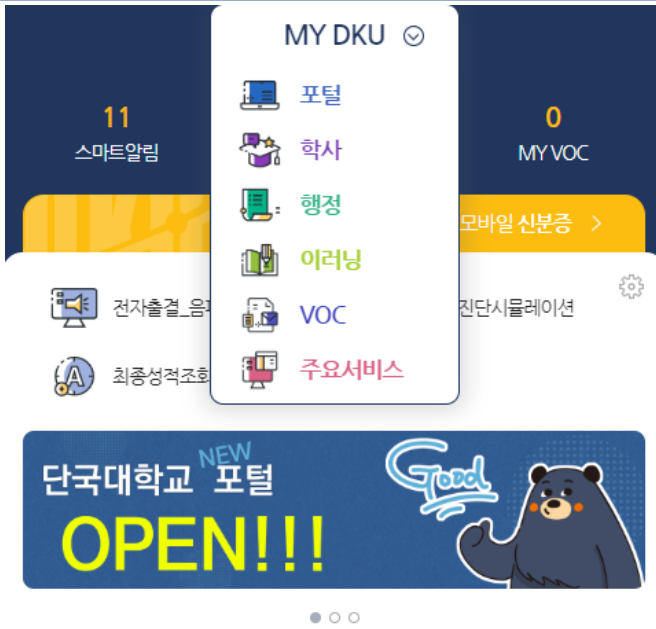 MY DKU
포털
학사
행정
이러닝
VOC
주요서비스
11
스마트알림
0
MY VOC
모바일 신분증
전자출결_음
진단시뮬레이션
최종성적조회
단국대학교 NEW 포털
OPEN!!!
Good